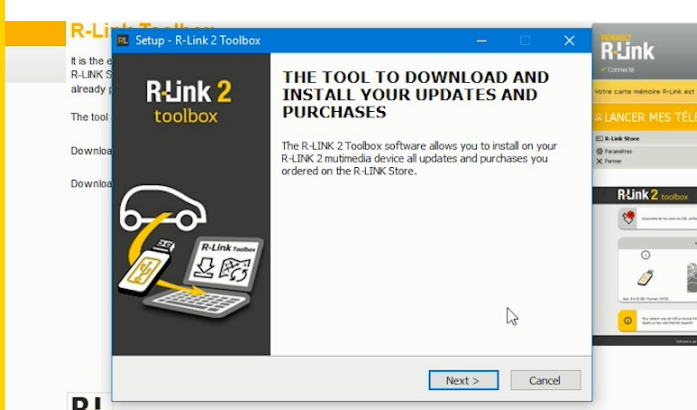 R-Link Toolbox
It is the e
R-LINK S
already p
The tool
Downloa
Downloa
RL
Setup - R-Link 2 Toolbox
R-Link 2
toolbox
R-Link Toolbox
THE TOOL TO DOWNLOAD AND
INSTALL YOUR UPDATES AND
PURCHASES
The R-LINK 2 Toolbox software allows you to install on your
R-LINK 2 mutimedia device all updates and purchases you
ordered on the R-LINK Store.
Next >
Cancel
RENAULT
R-Link
Connecté
Votre carte mémoire R-Link est
LANCER MES TÉLÉ
R-Link Store
Paramètres
Fermer
R-Link 2 toolbox
RL